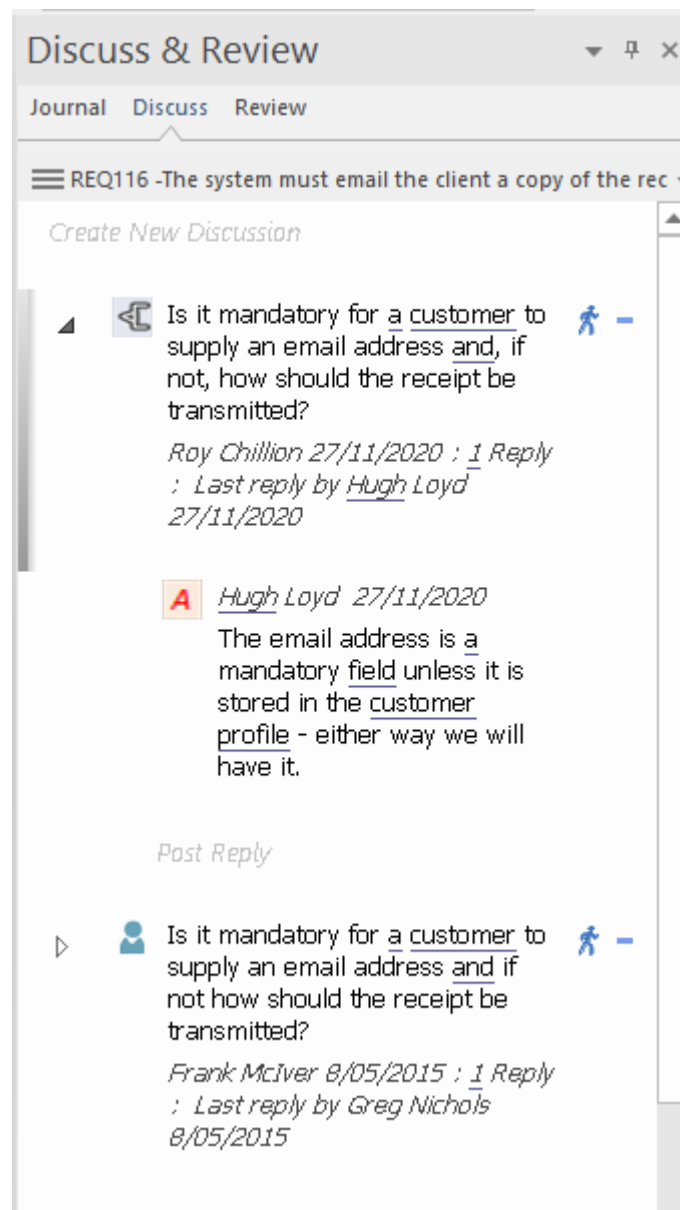 Discuss & Review
Journal Discuss Review
REQ116 -The system must email the client a copy of the rec
Create New Discussion
Is it mandatory for a customer to
supply an email address and, if
not, how should the receipt be
transmitted?
Roy Chillion 27/11/2020 : 1 Reply
: Last reply by Hugh Loyd
27/11/2020
A Hugh Loyd 27/11/2020
The email address is a
mandatory field unless it is
stored in the customer
profile - either way we will
have it.
Post Reply
Is it mandatory for a customer to
supply an email address and if
not how should the receipt be
transmitted?
Frank McIver 8/05/2015 : 1 Reply
: Last reply by Greg Nichols
8/05/2015